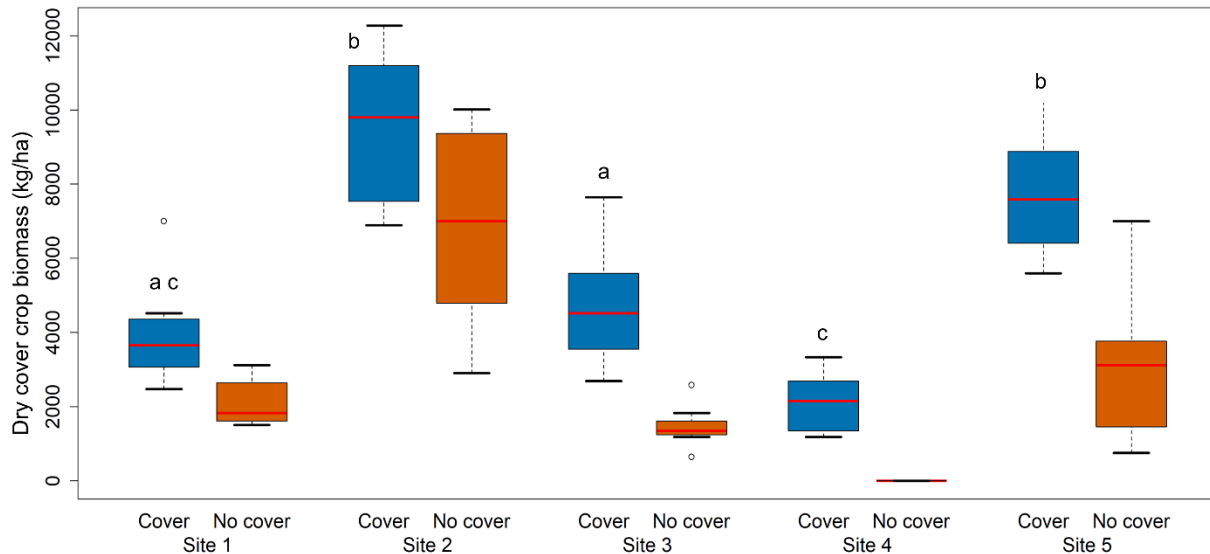 Dry cover crop biomass (kg/ha)
12000
10000
8000
6000
4000
2000
0
a c
b
a
c
b
Cover No cover Cover No cover Cover No cover Cover No cover Cover No cover
Site 1 Site 2 Site 3 Site 4 Site 5